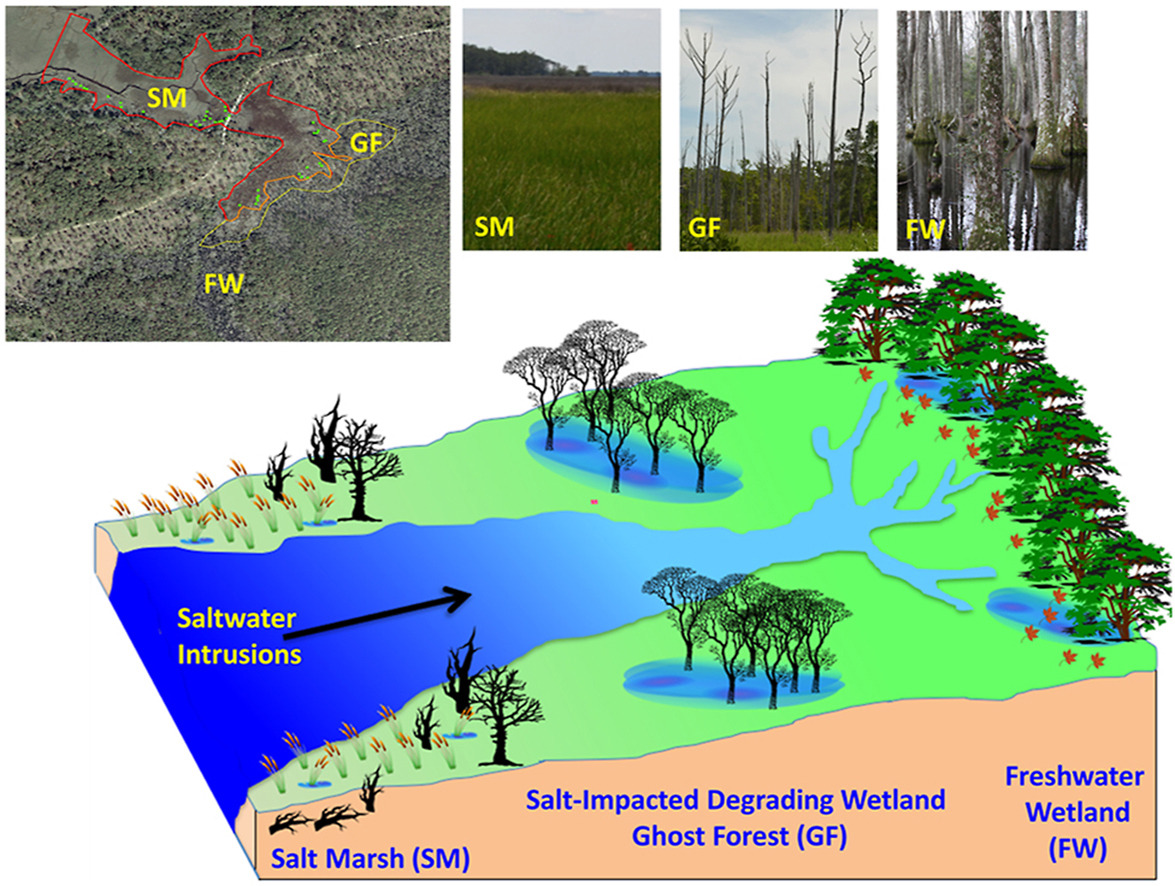 SM
GF
FW
SM
GF
FW
Saltwater
Intrusions
Salt-Impacted Degrading Wetland
Ghost Forest (GF)
Freshwater
Wetland
(FW)
Salt Marsh (SM)